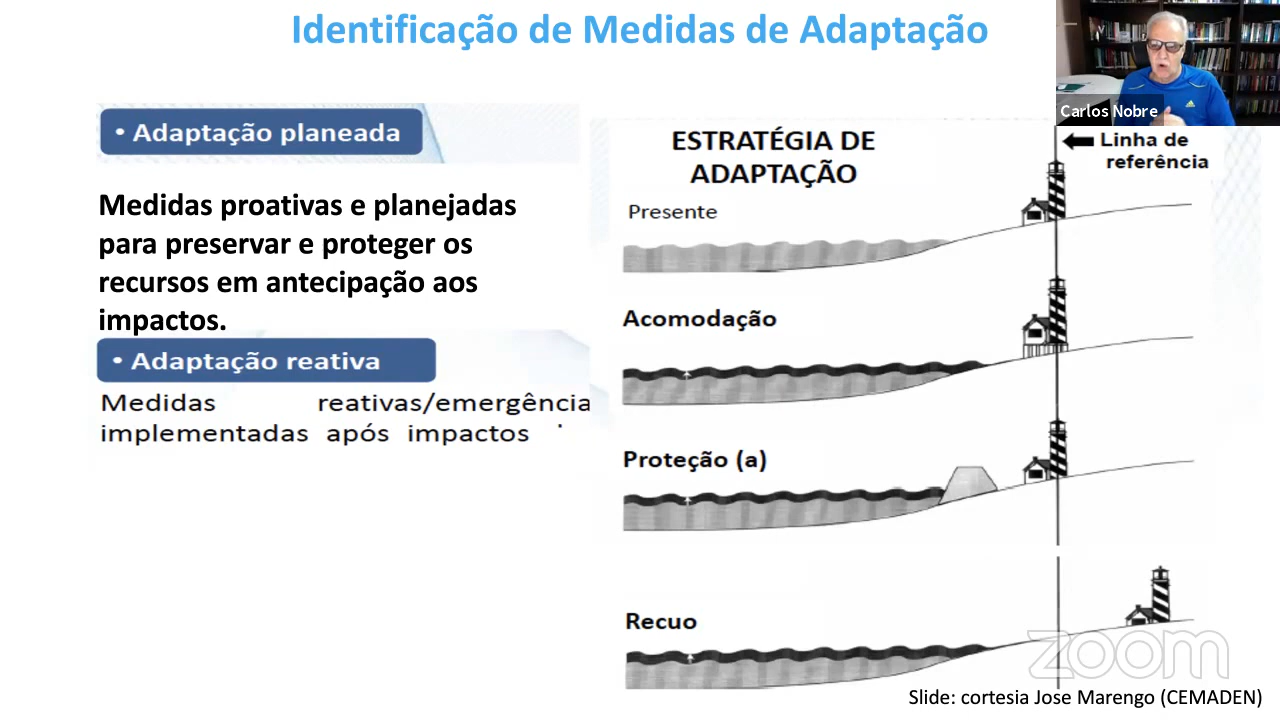 Identificação de Medidas de Adaptação
Carlos Nobre
• Adaptação planeada
Medidas proativas e planejadas
para preservar e proteger os
recursos em antecipação aos
impactos.
• Adaptação reativa
Medidas reativas/emergência
implementadas após impactos
ESTRATÉGIA DE
ADAPTAÇÃO
Linha de
referência
Presente
Acomodação
Proteção (a)
Recuo
zoom
Slide: cortesia Jose Marengo (CEMADEN)